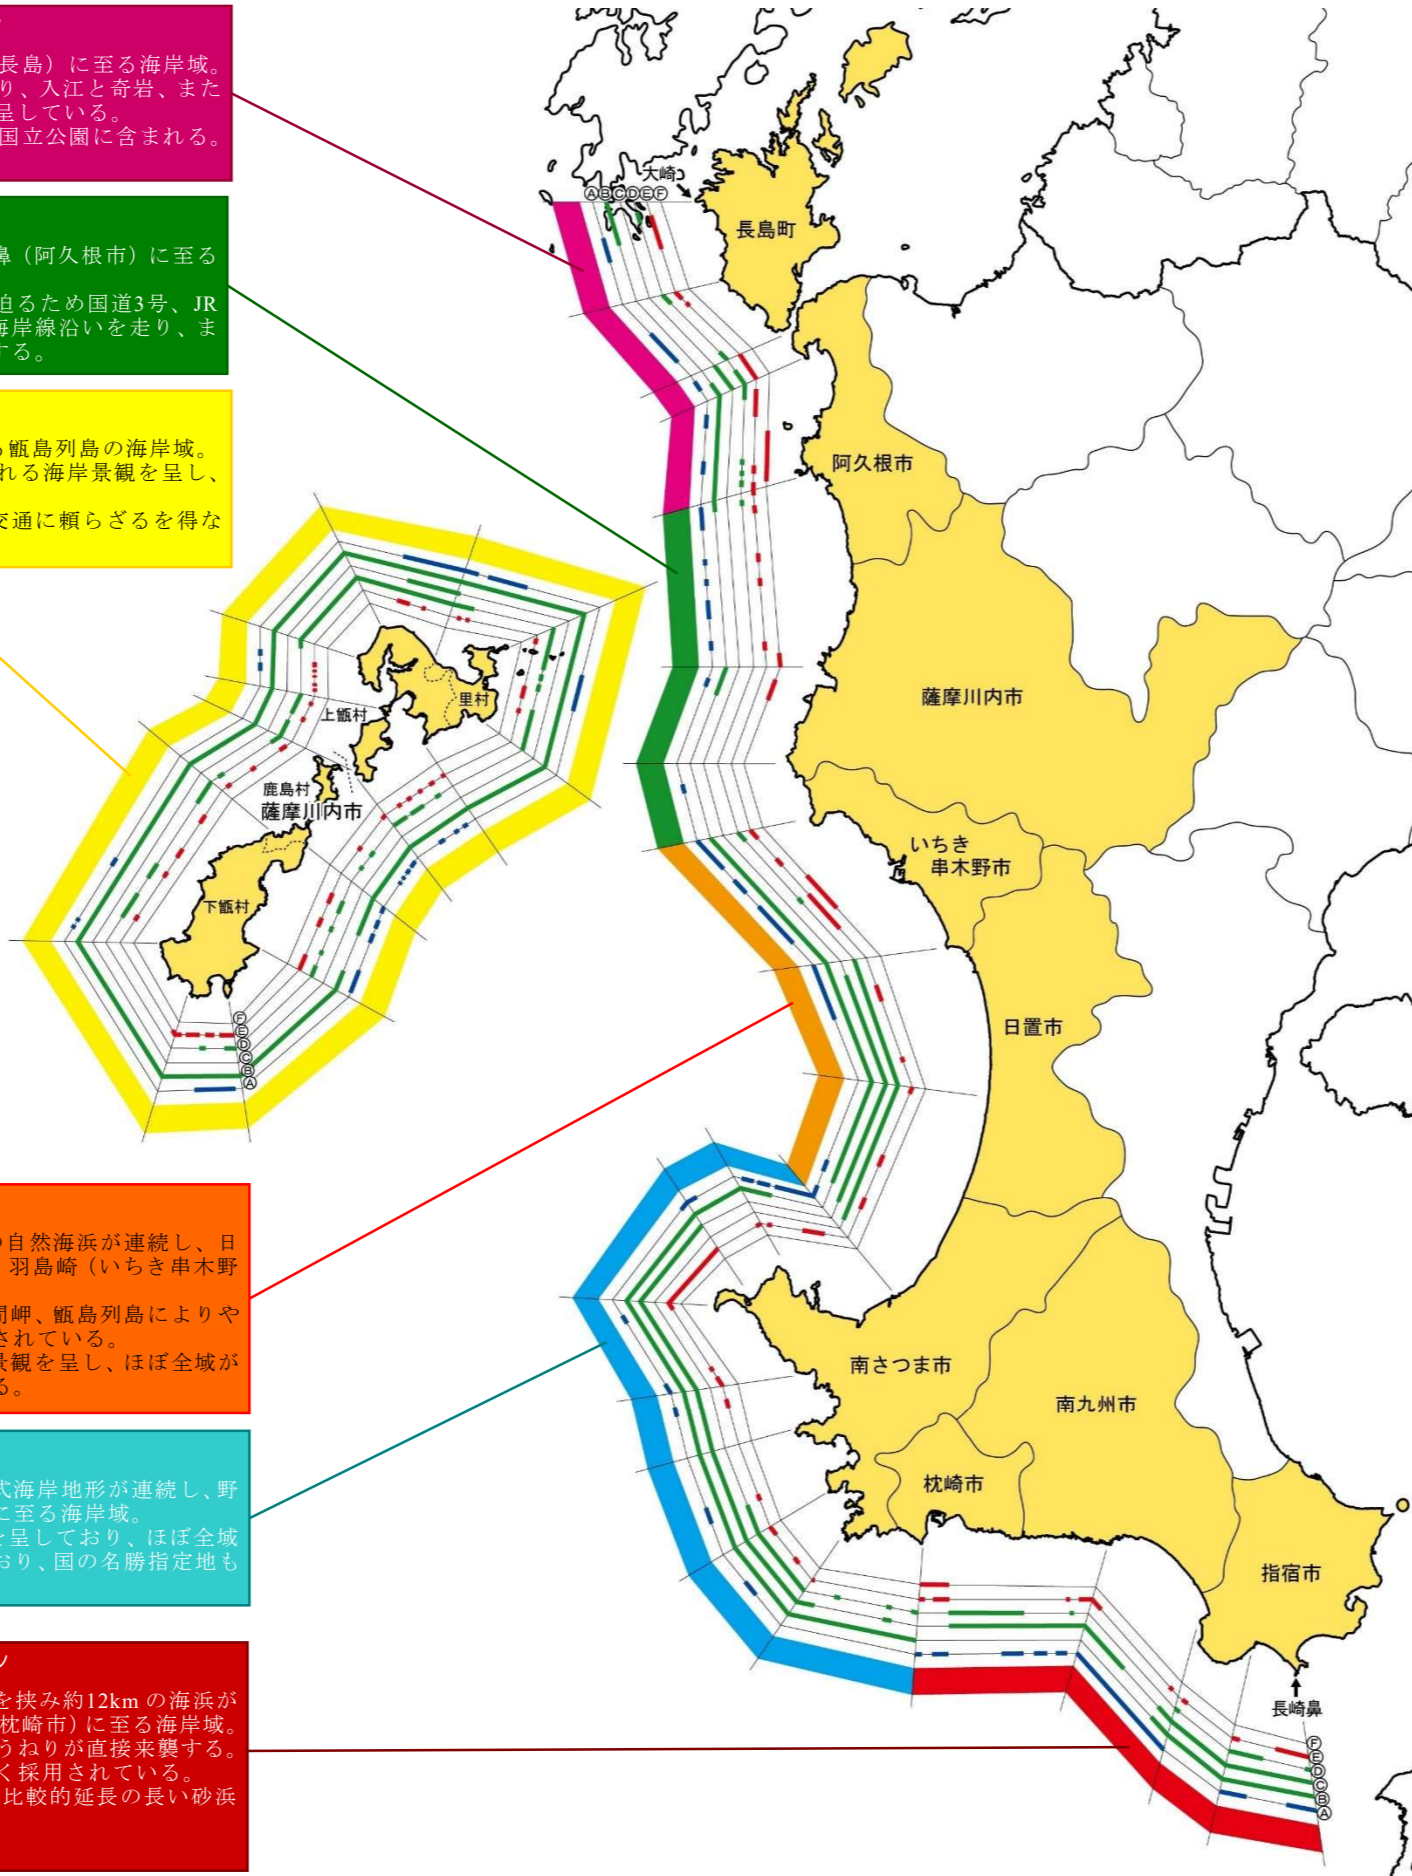 ン
長島)に至る海岸域。
り、入江と奇岩、また
呈している。
国立公園に含まれる。
鼻(阿久根市)に至る
迫るため国道3号、JR
海岸線沿いを走り、ま
する。
る甑島列島の海岸域。
れる海岸景観を呈し、
交通に頼らざるを得な
の自然海浜が連続し、日
羽島崎(いちき串木野
間岬、甑島列島によりや
されている。
景観を呈し、ほぼ全域が
る。
式海岸地形が連続し、野
に至る海岸域。
を呈しており、ほぼ全域
おり、国の名勝指定地も
ン
を挟み約12kmの海浜が
枕崎市)に至る海岸域。
うねりが直接来襲する。
く採用されている。
比較的延長の長い砂浜
大崎
ⒶⒷⒸⒹⒺⒻ
長島町
阿久根市
薩摩川内市
いちき
串木野市
日置市
南さつま市
南九州市
枕崎市
指宿市
長崎鼻
Ⓕ
Ⓔ
Ⓓ
Ⓒ
Ⓑ
Ⓐ
里村
上甑村
鹿島村
薩摩川内市
下甑村
Ⓕ
Ⓔ
Ⓓ
Ⓒ
Ⓑ
Ⓐ